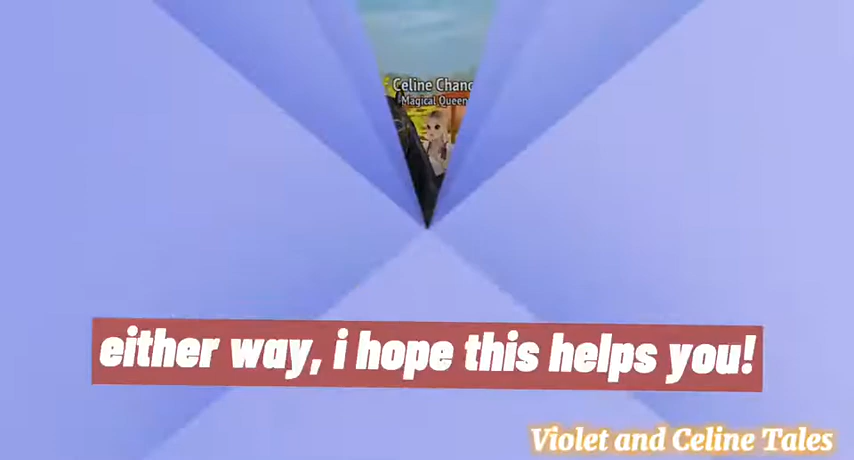 Celine Chanc
Magical Queen
either way, i hope this helps you!
Violet and Celine Tales